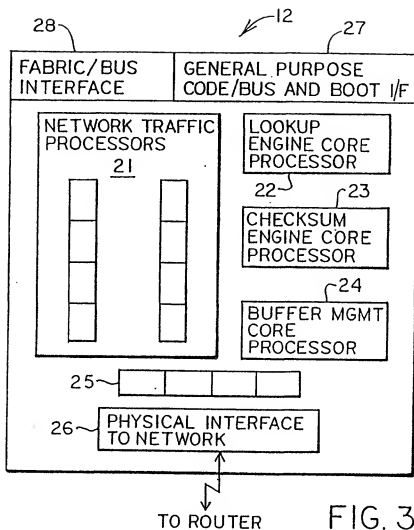 12
28
27
FABRIC/BUS
INTERFACE
GENERAL PURPOSE
CODE/BUS AND BOOT I/F
NETWORK TRAFFIC
PROCESSORS
21
LOOKUP
ENGINE CORE
PROCESSOR
22
23
CHECKSUM
ENGINE CORE
PROCESSOR
24
BUFFER MGMT
CORE
PROCESSOR
25
26
PHYSICAL INTERFACE
TO NETWORK
TO ROUTER
FIG. 3